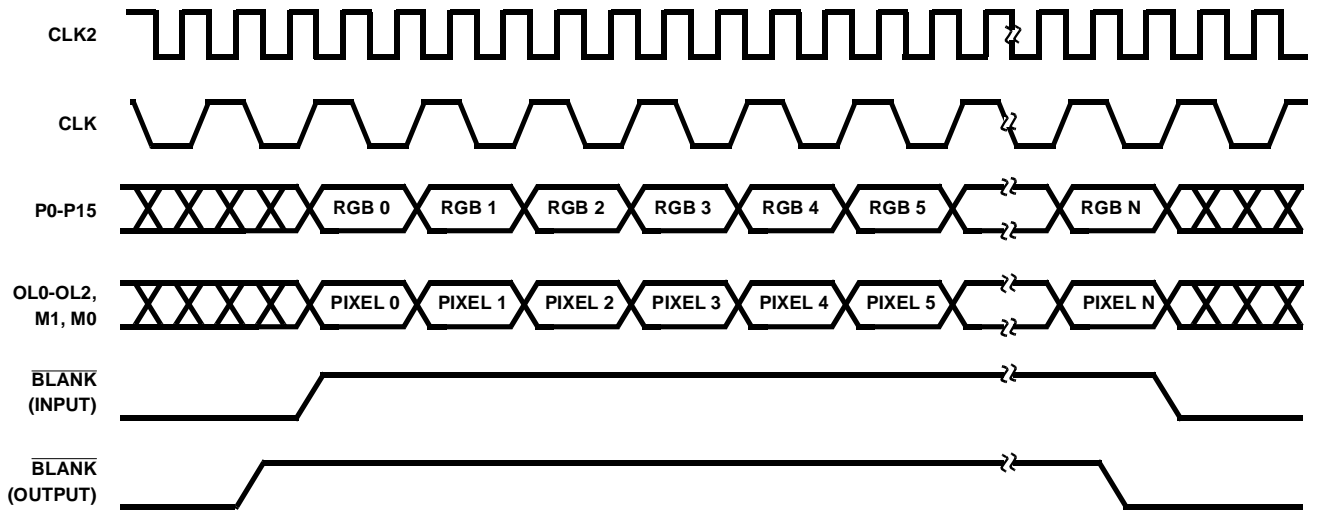 CLK2
CLK
P0-P15
RGB 0 RGB 1 RGB 2 RGB 3 RGB 4 RGB 5 RGB N
OL0-OL2,
M1, M0
PIXEL 0 PIXEL 1 PIXEL 2 PIXEL 3 PIXEL 4 PIXEL 5 PIXEL N
BLANK
(INPUT)
BLANK
(OUTPUT)